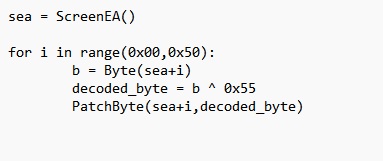 sea = ScreenEA()
for i in range(0x00,0x50):
        b = Byte(sea+i)
        decoded_byte = b ^ 0x55
        PatchByte(sea+i,decoded_byte)